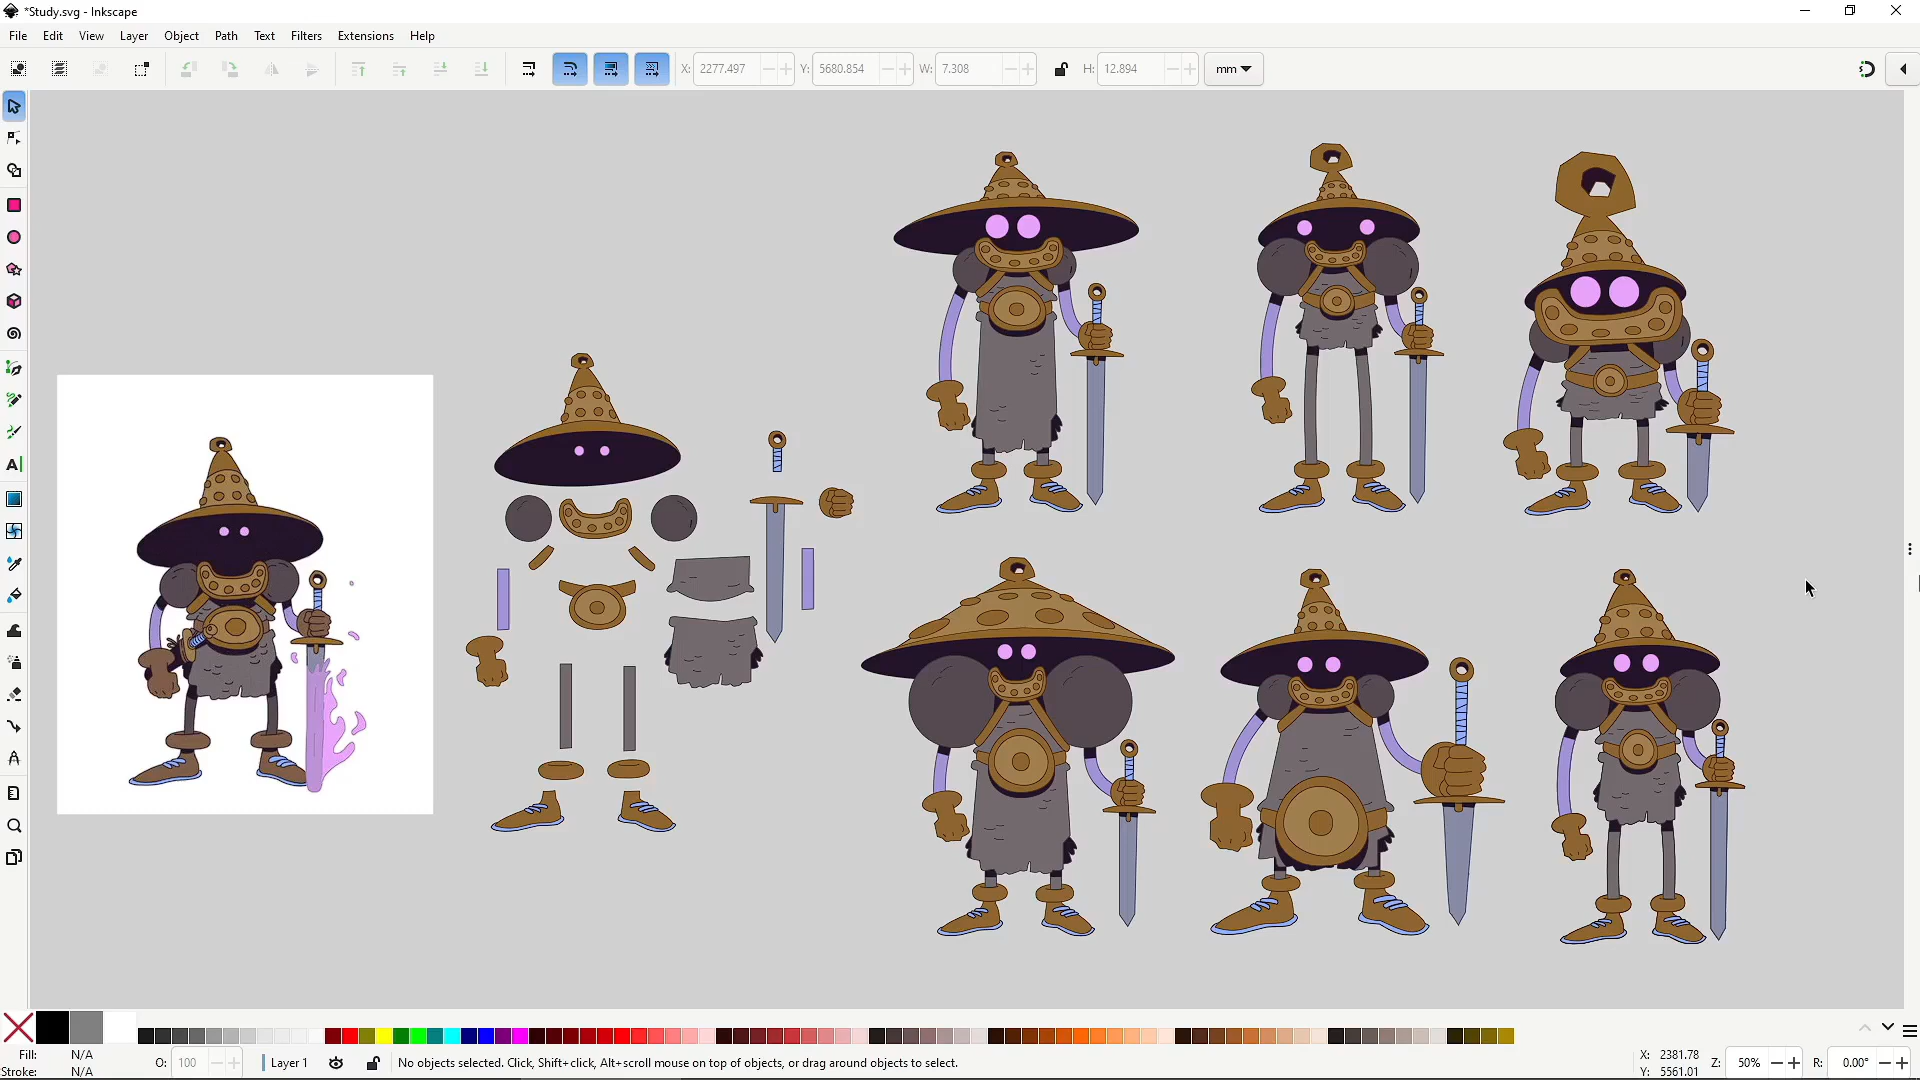 *Study.svg - Inkscape
File Edit View Layer Object Path Text Filters Extensions Help
X: 2277.497 Y: 5680.854 W: 7.308 H: 12.894 mm
Fill: N/A
Stroke: N/A
O: 100
Layer 1
No objects selected. Click, Shift+click, Alt+scroll mouse on top of objects, or drag around objects to select.
X: 2381.78
Y: 5561.01
Z: 50%
R: 0.00°